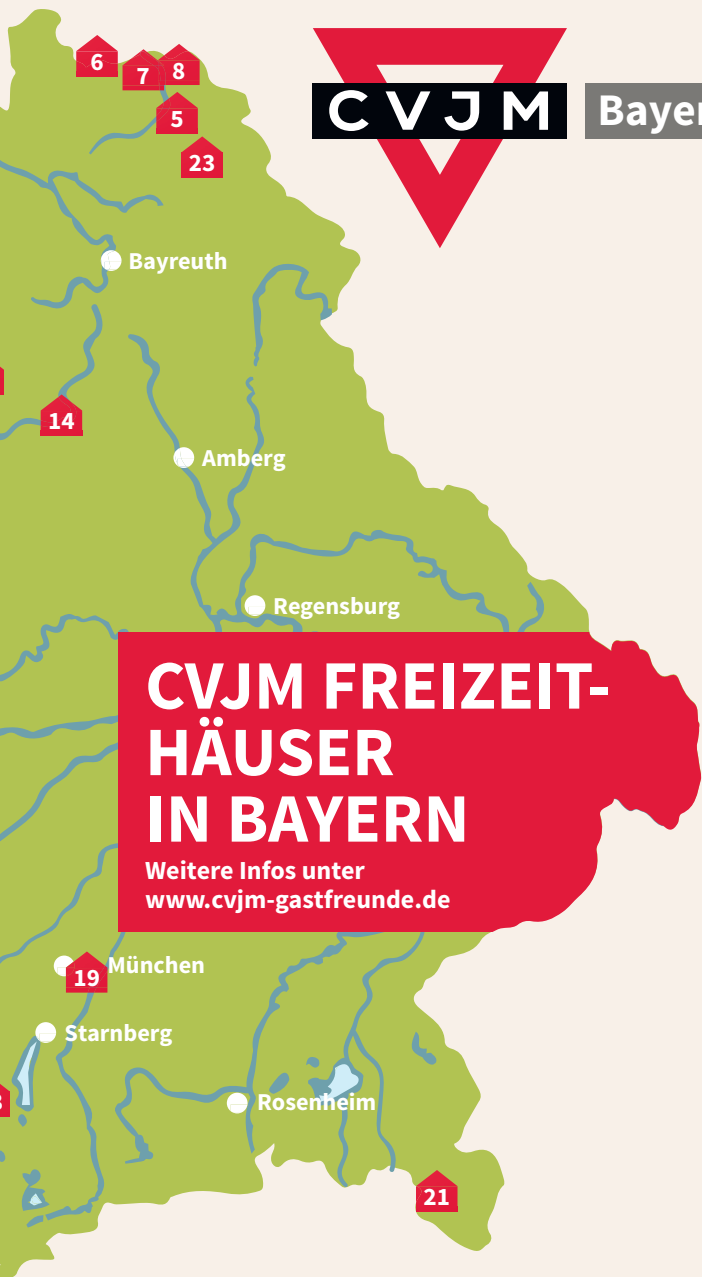 6
7
8
5
23
CVJM
Bayer
Bayreuth
14
Amberg
Regensburg
CVJM FREIZEIT-
HÄUSER
IN BAYERN
Weitere Infos unter
www.cvjm-gastfreunde.de
19
München
Starnberg
Rosenheim
21